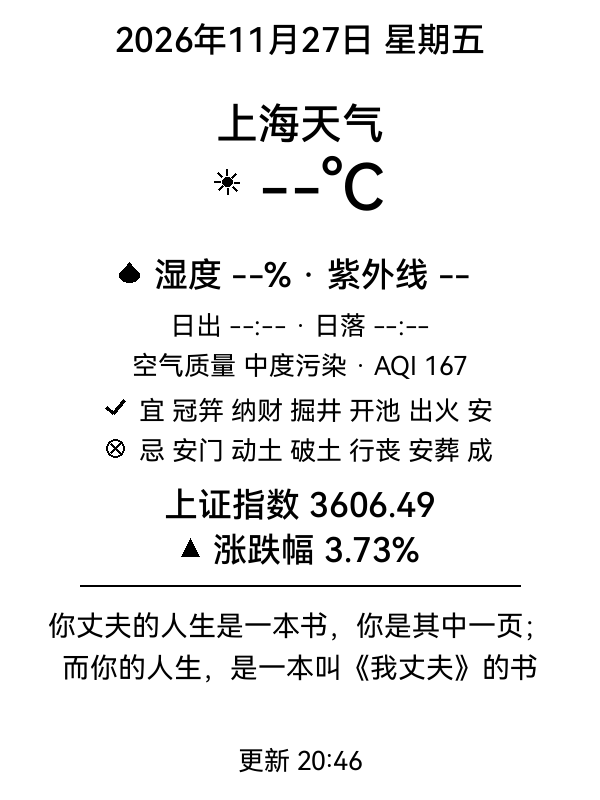 2026年11月27日 星期五
上海天气
--°C
湿度 --% · 紫外线 --
日出 --:-- · 日落 --:--
空气质量 中度污染 · AQI 167
宜 冠笄 纳财 掘井 开池 出火 安
忌 安门 动土 破土 行丧 安葬 成
上证指数 3606.49
▲ 涨跌幅 3.73%
你丈夫的人生是一本书，你是其中一页；
而你的人生，是一本叫《我丈夫》的书
更新 20:46